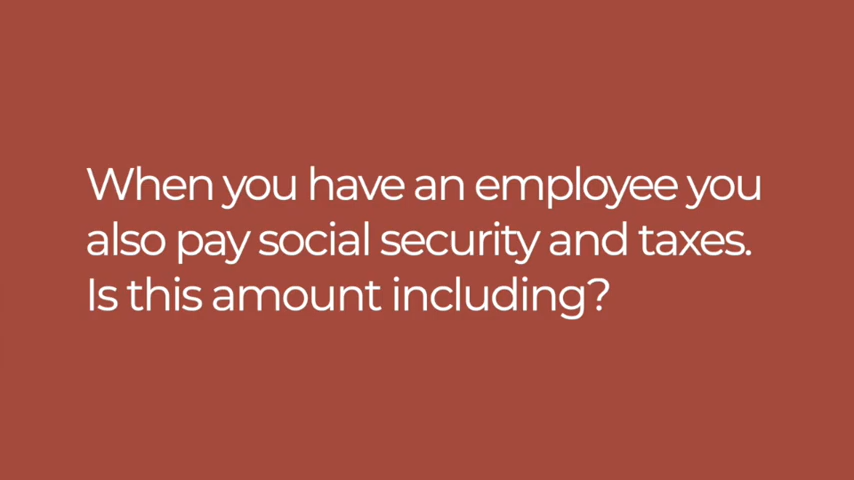 When you have an employee you
also pay social security and taxes.
Is this amount including?